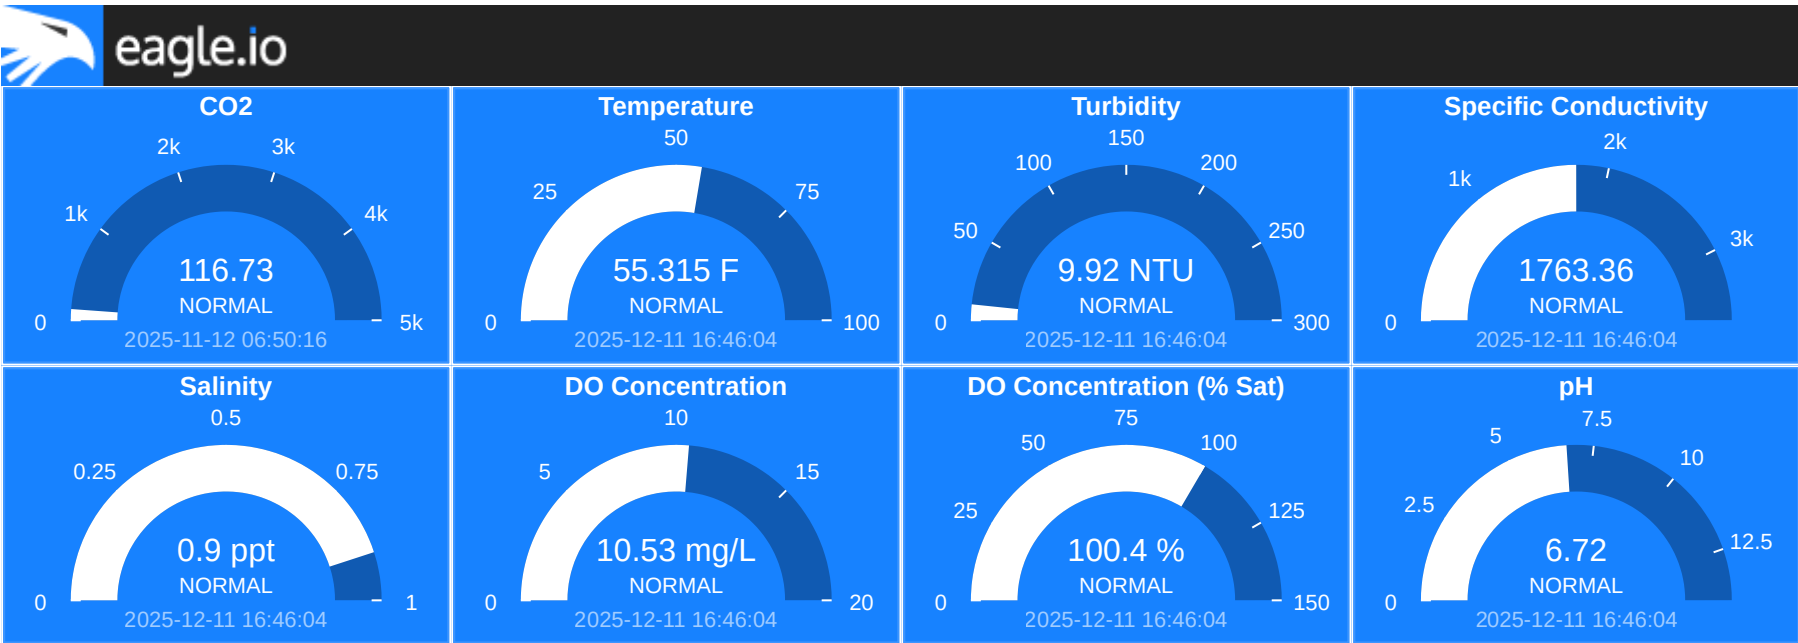 eagle.io
CO2
0
1k
2k
3k
4k
5k
116.73
NORMAL
2025-11-12 06:50:16
Temperature
0
25
50
75
100
55.315 F
NORMAL
2025-12-11 16:46:04
Turbidity
0
50
100
150
200
250
300
9.92 NTU
NORMAL
2025-12-11 16:46:04
Specific Conductivity
0
1k
2k
3k
1763.36
NORMAL
2025-12-11 16:46:04
Salinity
0
0.25
0.5
0.75
1
0.9 ppt
NORMAL
2025-12-11 16:46:04
DO Concentration
0
5
10
15
20
10.53 mg/L
NORMAL
2025-12-11 16:46:04
DO Concentration (% Sat)
0
25
50
75
100
125
150
100.4 %
NORMAL
2025-12-11 16:46:04
pH
0
2.5
5
7.5
10
12.5
6.72
NORMAL
2025-12-11 16:46:04